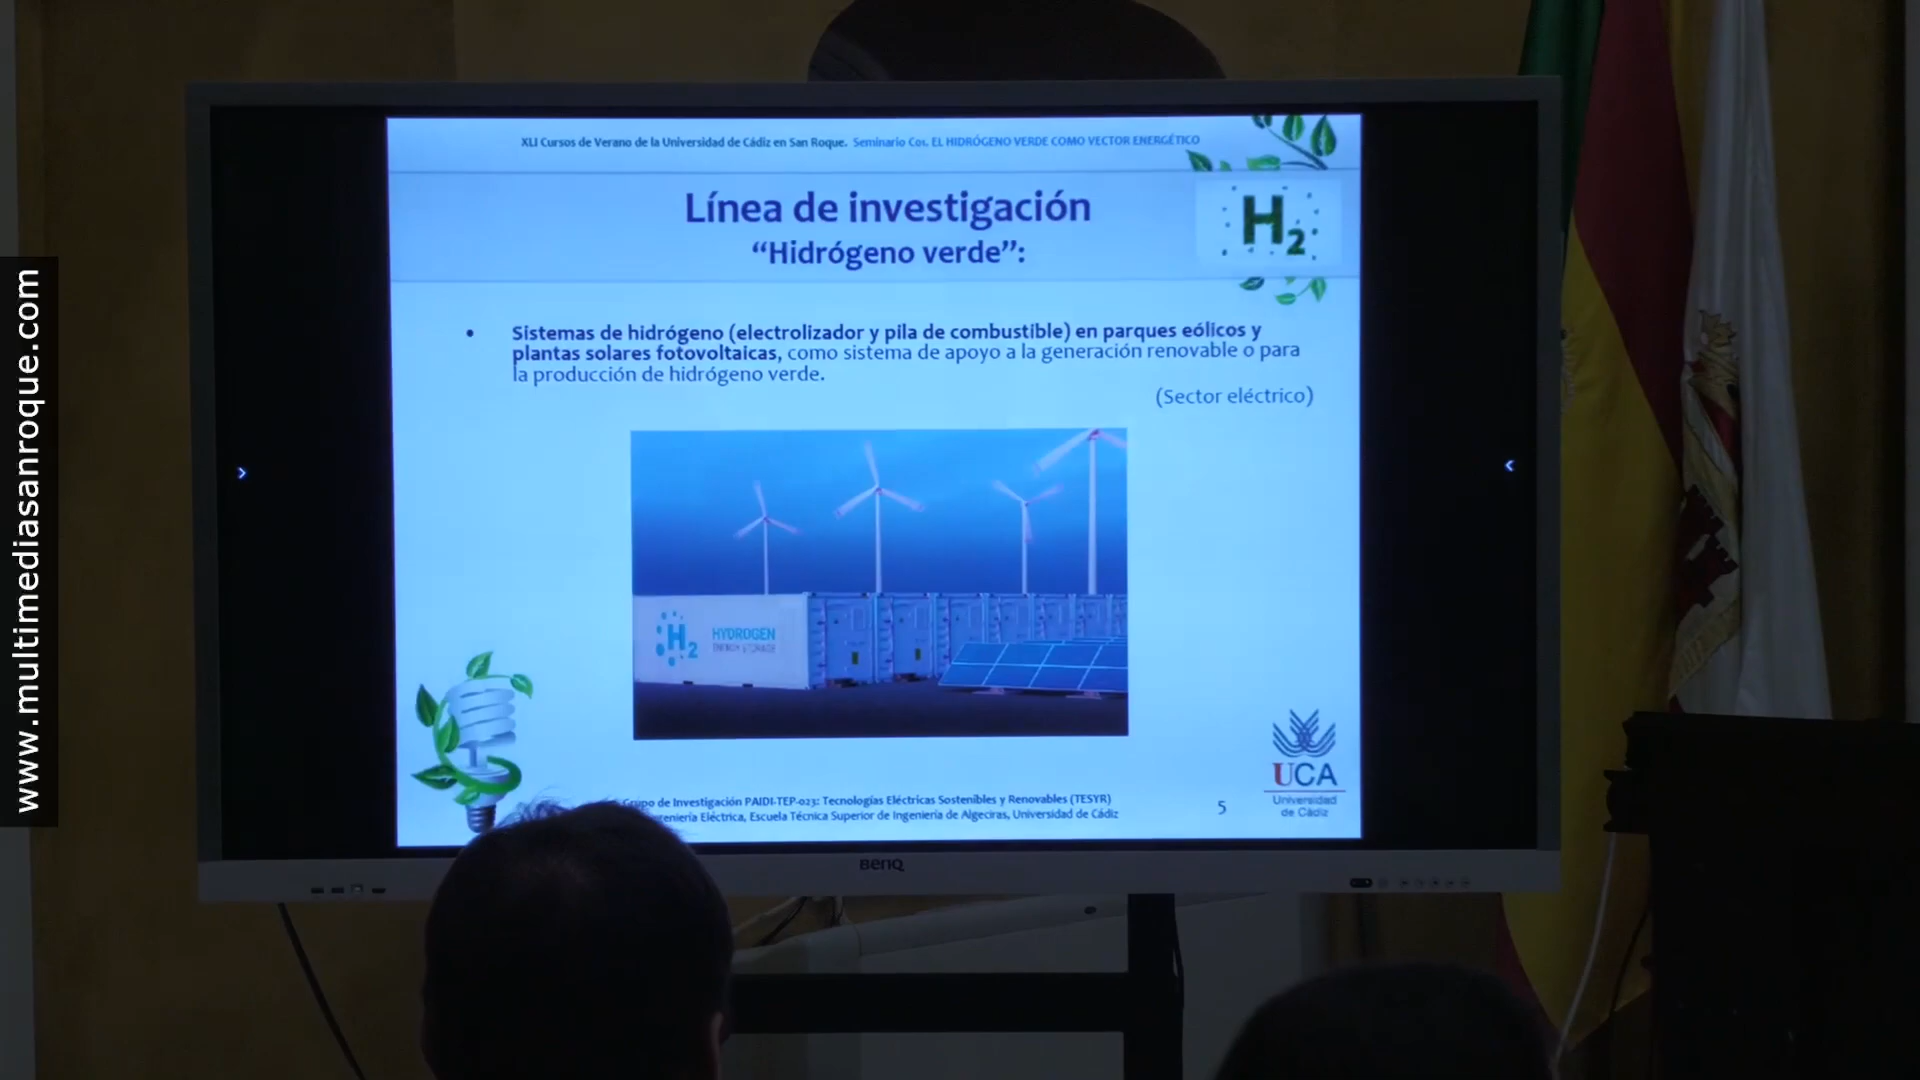 www.multimediasanroque.com
XLI Cursos de Verano de la Universidad de Cádiz en San Roque. Seminario C01. EL HIDRÓGENO VERDE COMO VECTOR ENERGÉTICO
Línea de investigación
“Hidrógeno verde”:
H2
• Sistemas de hidrógeno (electrolizador y pila de combustible) en parques eólicos y
plantas solares fotovoltaicas, como sistema de apoyo a la generación renovable o para
la producción de hidrógeno verde.
(Sector eléctrico)
H2 HYDROGEN
ENERGY STORAGE
Grupo de Investigación PAIDI-TEP-023: Tecnologías Eléctricas Sostenibles y Renovables (TESYR)
Eléctrica, Escuela Técnica Superior de Ingeniería de Algeciras, Universidad de Cádiz
5
UCA
Universidad
de Cádiz
BenQ